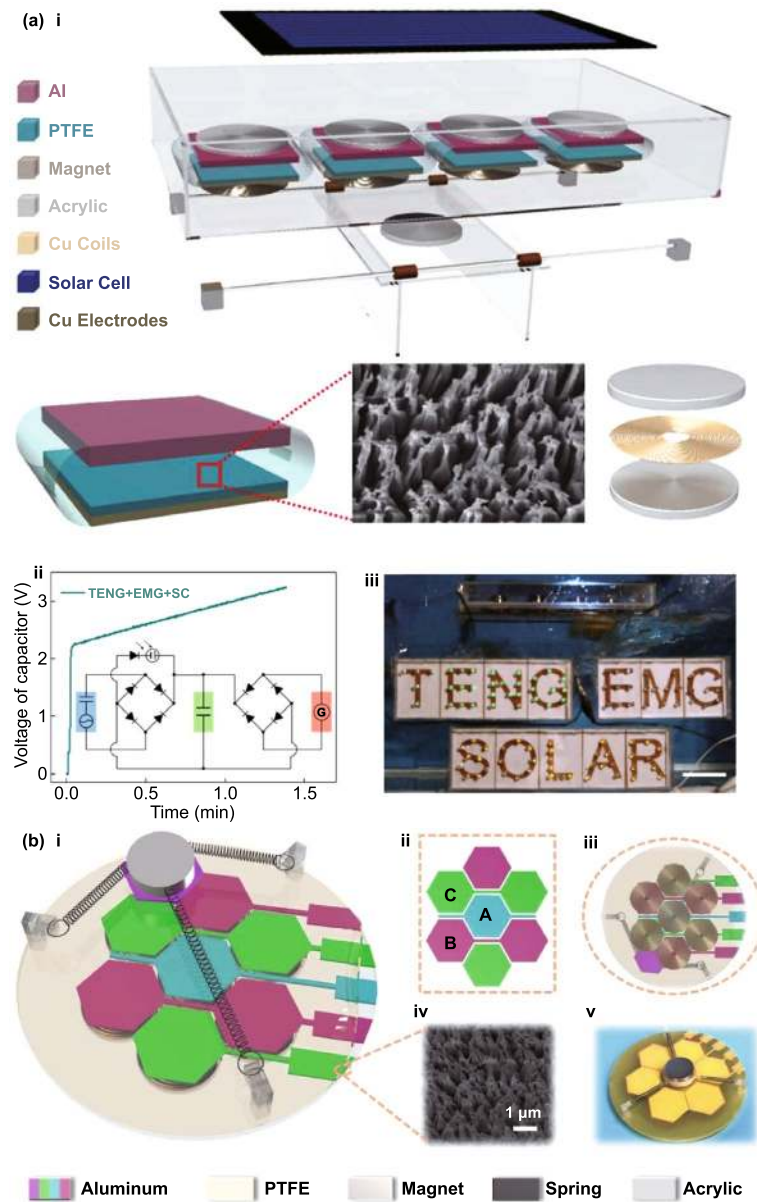 (a) i
Al
PTFE
Magnet
Acrylic
Cu Coils
Solar Cell
Cu Electrodes
ii
TENG+EMG+SC
Voltage of capacitor (V)
3
2
1
0
G
0.0 0.5 1.0 1.5
Time (min)
iii
TENG EMG
SOLAR
(b) i
ii
C
A
B
iii
iv
1 μm
v
Aluminum PTFE Magnet Spring Acrylic